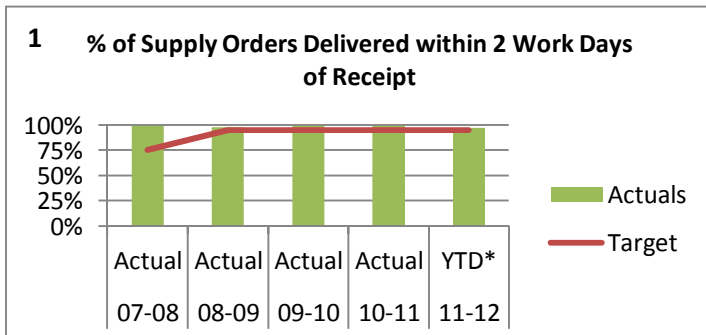 1
% of Supply Orders Delivered within 2 Work Days
of Receipt
100%
75%
50%
25%
0%
Actual Actual Actual Actual YTD*
07-08 08-09 09-10 10-11 11-12
Actuals
Target